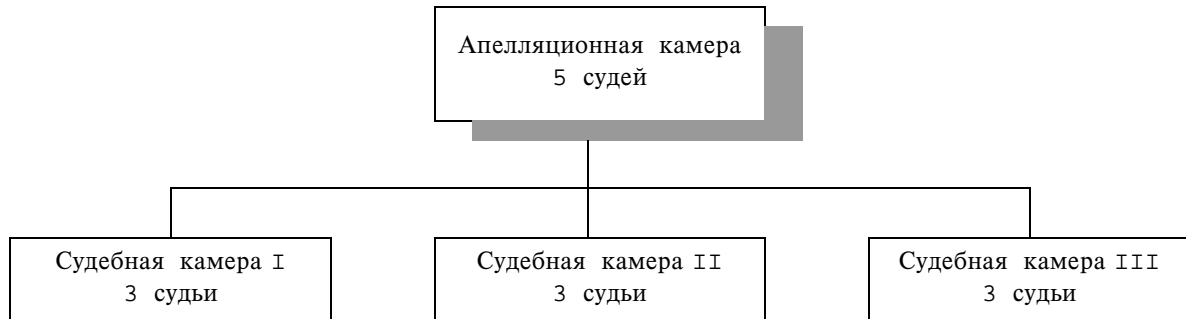 Апелляционная камера
5 судей
Судебная камера I
3 судьи
Судебная камера II
3 судьи
Судебная камера III
3 судьи